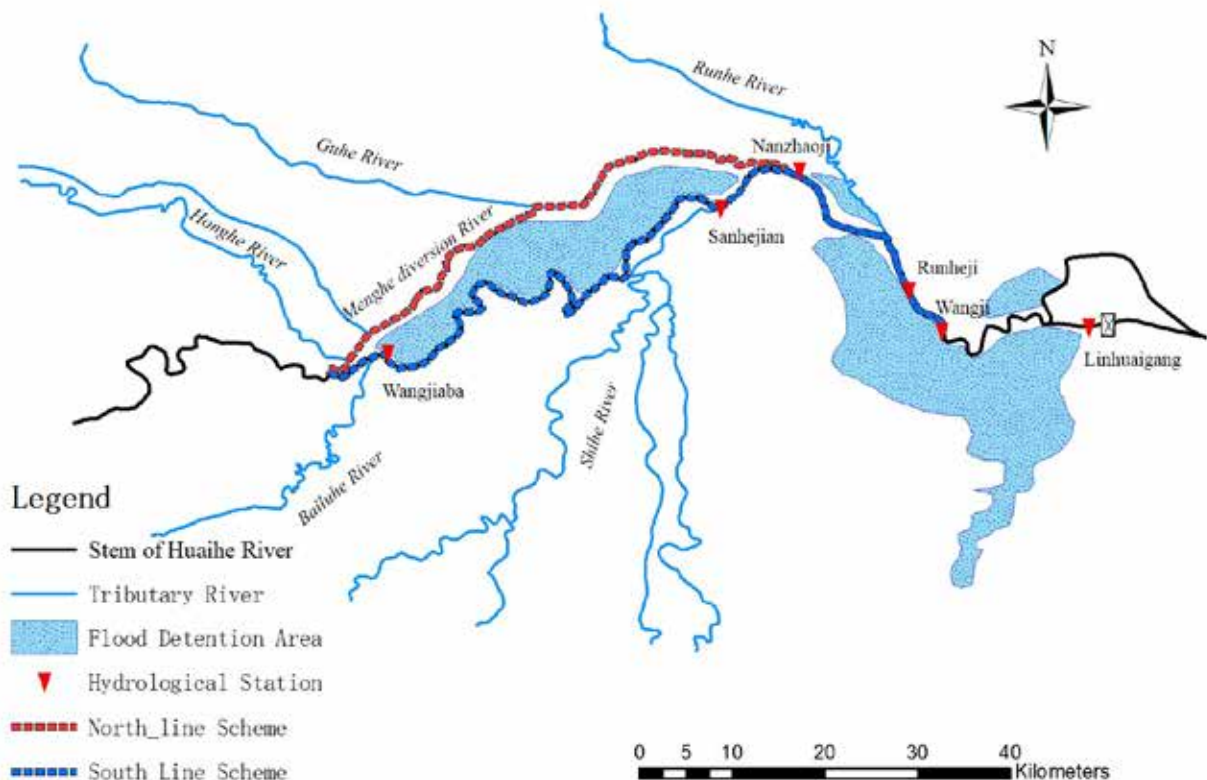 N
Runhe River
Nanzhaoji
Guhe River
Honghe River
Menghe diversion River
Sanhejian
Runheji
Wangji
Linhuaigang
Wangjiaba
Shihe River
Bailuhe River
Legend
Stem of Huaihe River
Tributary River
Flood Detention Area
Hydrological Station
North_line Scheme
South Line Scheme
0 5 10 20 30 40
Kilometers